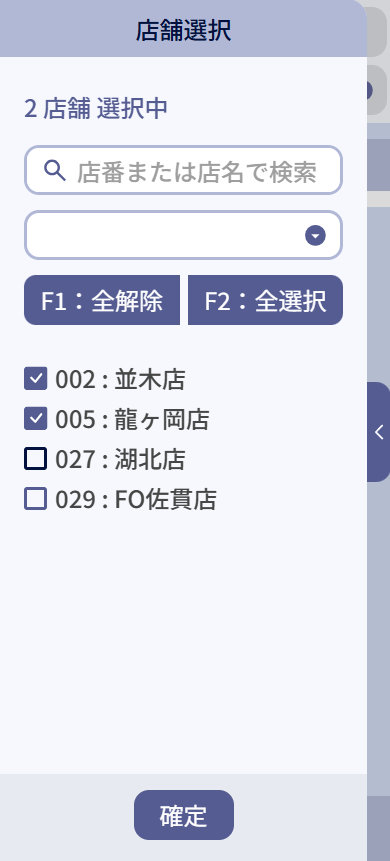 店舗選択
2 店舗 選択中
店番または店名で検索
F1：全解除
F2：全選択
002 : 並木店
005 : 龍ヶ岡店
027 : 湖北店
029 : FO佐貫店
確定